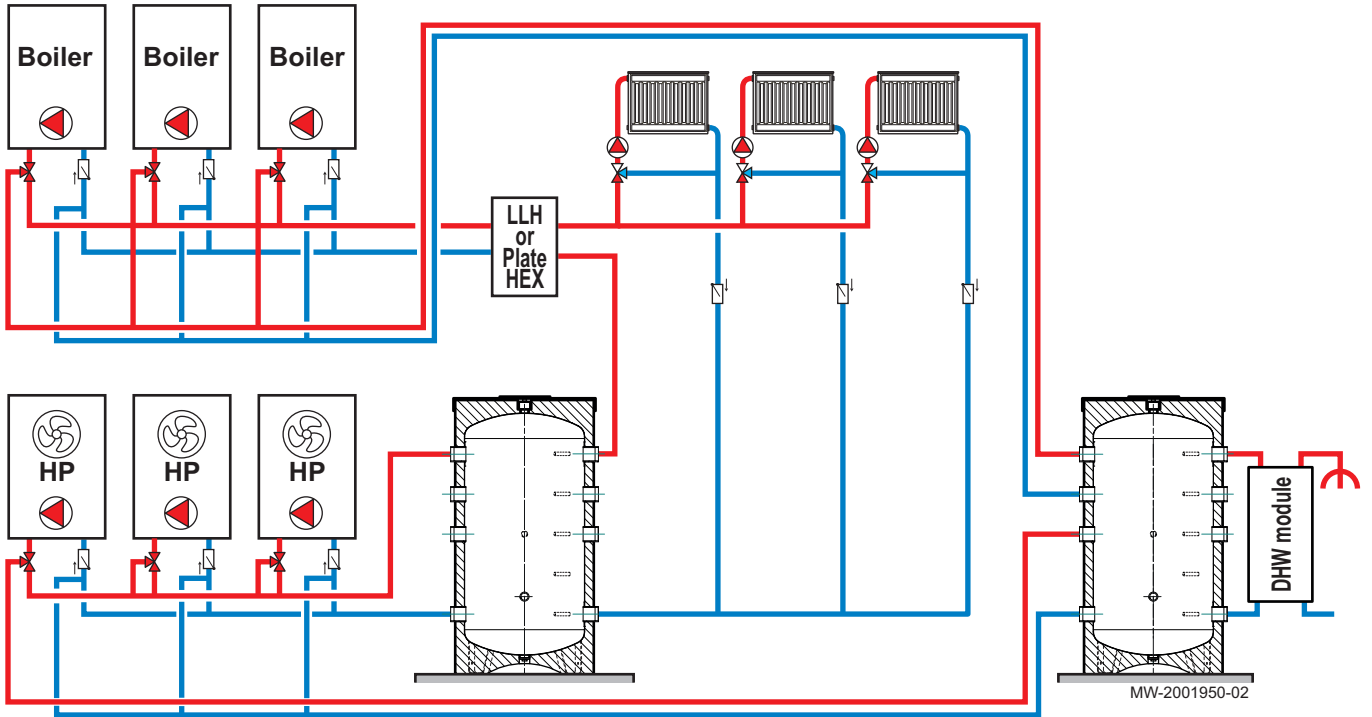 Boiler
Boiler
Boiler
LLH
or
Plate
HEX
HP
HP
HP
DHW module
MW-2001950-02